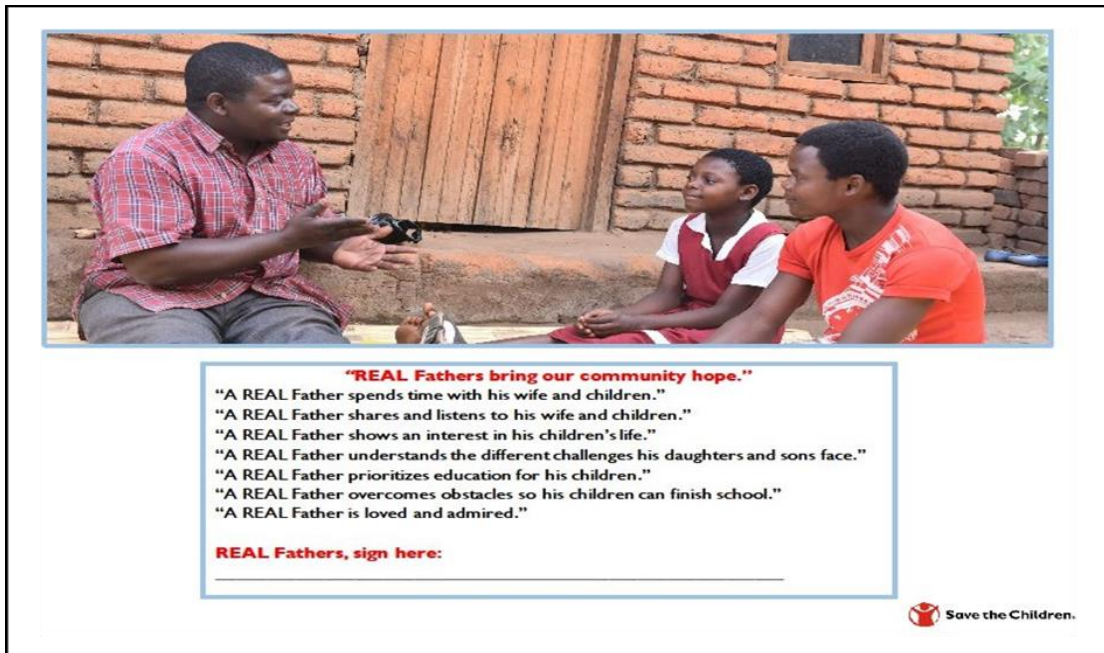 “REAL Fathers bring our community hope.”
“A REAL Father spends time with his wife and children.”
“A REAL Father shares and listens to his wife and children.”
“A REAL Father shows an interest in his children’s life.”
“A REAL Father understands the different challenges his daughters and sons face.”
“A REAL Father prioritizes education for his children.”
“A REAL Father overcomes obstacles so his children can finish school.”
“A REAL Father is loved and admired.”
REAL Fathers, sign here:
Save the Children.